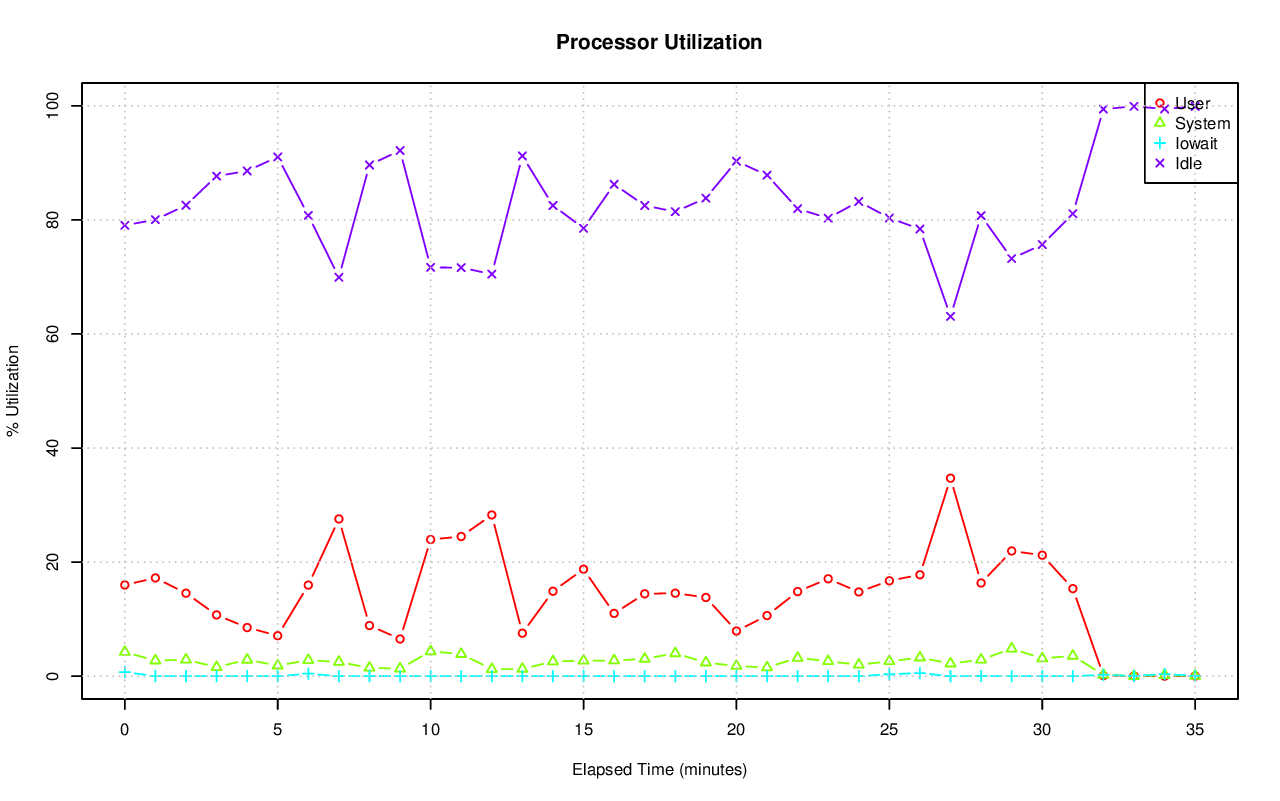 Processor Utilization
% Utilization
100
80
60
40
20
0
User
System
Iowait
Idle
0 5 10 15 20 25 30 35
Elapsed Time (minutes)